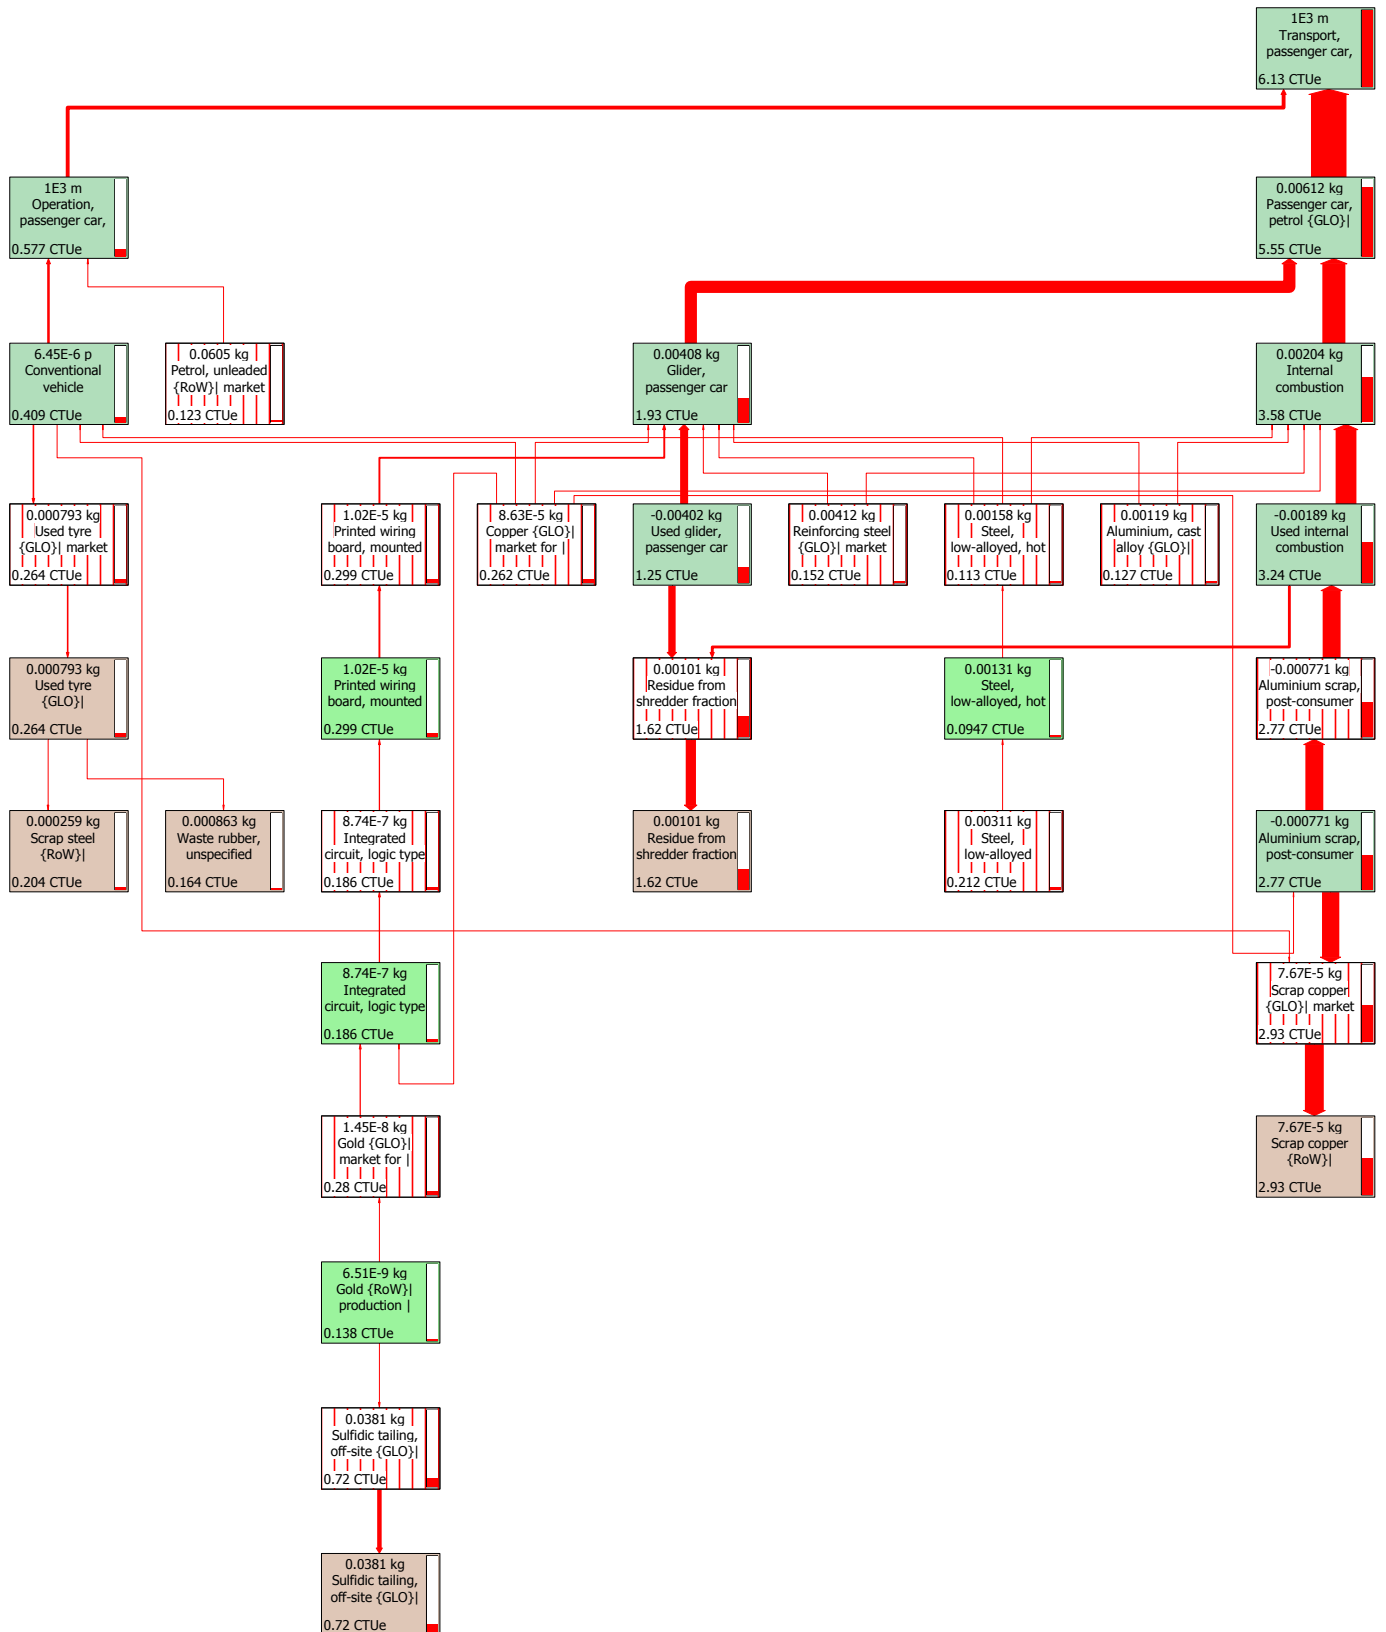 1E3 m
Transport,
passenger car,
6.13 CTUe
1E3 m
Operation,
passenger car,
0.577 CTUe
0.00612 kg
Passenger car,
petrol {GLO}|
5.55 CTUe
6.45E-6 p
Conventional
vehicle
0.409 CTUe
0.0605 kg
Petrol, unleaded
{RoW}| market
0.123 CTUe
0.00408 kg
Glider,
passenger car
1.93 CTUe
0.00204 kg
Internal
combustion
3.58 CTUe
0.000793 kg
Used tyre
{GLO}| market
0.264 CTUe
1.02E-5 kg
Printed wiring
board, mounted
0.299 CTUe
8.63E-5 kg
Copper {GLO}|
market for |
0.262 CTUe
-0.00402 kg
Used glider,
passenger car
1.25 CTUe
0.00412 kg
Reinforcing steel
{GLO}| market
0.152 CTUe
0.00158 kg
Steel,
low-alloyed, hot
0.113 CTUe
0.00119 kg
Aluminium, cast
alloy {GLO}|
0.127 CTUe
-0.00189 kg
Used internal
combustion
3.24 CTUe
0.000793 kg
Used tyre
{GLO}|
0.264 CTUe
1.02E-5 kg
Printed wiring
board, mounted
0.299 CTUe
0.00101 kg
Residue from
shredder fraction
1.62 CTUe
0.00131 kg
Steel,
low-alloyed, hot
0.0947 CTUe
-0.000771 kg
Aluminium scrap,
post-consumer
2.77 CTUe
0.000259 kg
Scrap steel
{RoW}|
0.204 CTUe
0.000863 kg
Waste rubber,
unspecified
0.164 CTUe
8.74E-7 kg
Integrated
circuit, logic type
0.186 CTUe
0.00101 kg
Residue from
shredder fraction
1.62 CTUe
0.00311 kg
Steel,
low-alloyed
0.212 CTUe
-0.000771 kg
Aluminium scrap,
post-consumer
2.77 CTUe
8.74E-7 kg
Integrated
circuit, logic type
0.186 CTUe
7.67E-5 kg
Scrap copper
{GLO}| market
2.93 CTUe
1.45E-8 kg
Gold {GLO}|
market for |
0.28 CTUe
7.67E-5 kg
Scrap copper
{RoW}|
2.93 CTUe
6.51E-9 kg
Gold {RoW}|
production |
0.138 CTUe
0.0381 kg
Sulfidic tailing,
off-site {GLO}|
0.72 CTUe
0.0381 kg
Sulfidic tailing,
off-site {GLO}|
0.72 CTUe